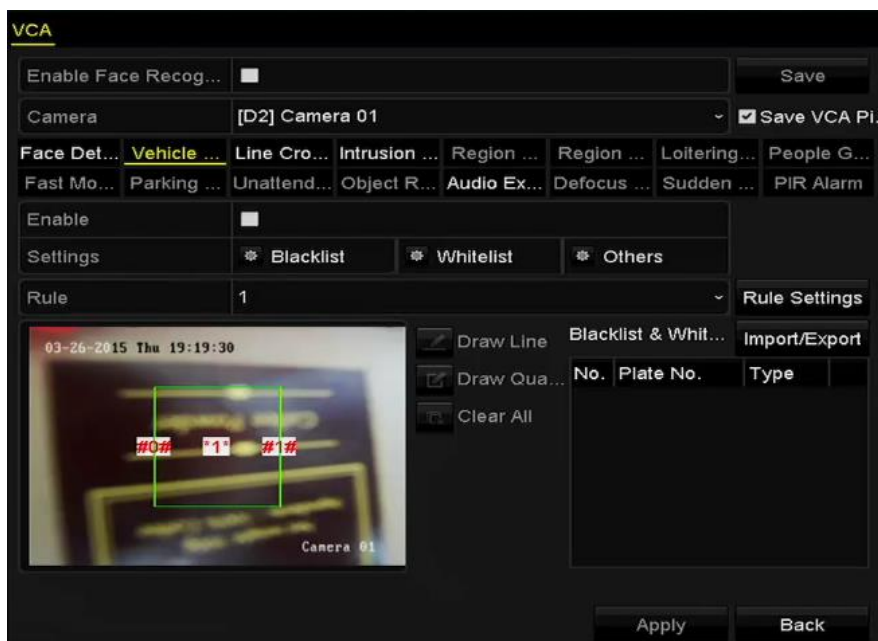 VCA
Enable Face Recog...
Save
Camera
[D2] Camera 01
Save VCA Pi.
Face Det... Vehicle ... Line Cro... Intrusion ... Region ... Region ... Loitering... People G...
Fast Mo... Parking ... Unattend... Object R... Audio Ex... Defocus ... Sudden ... PIR Alarm
Enable
Settings
Blacklist
Whitelist
Others
Rule
1
Rule Settings
03-26-2015 Thu 19:19:30
#0# *1* #1#
Camera 01
Draw Line
Draw Qua...
Clear All
Blacklist & Whit...
Import/Export
No. Plate No. Type
Apply
Back